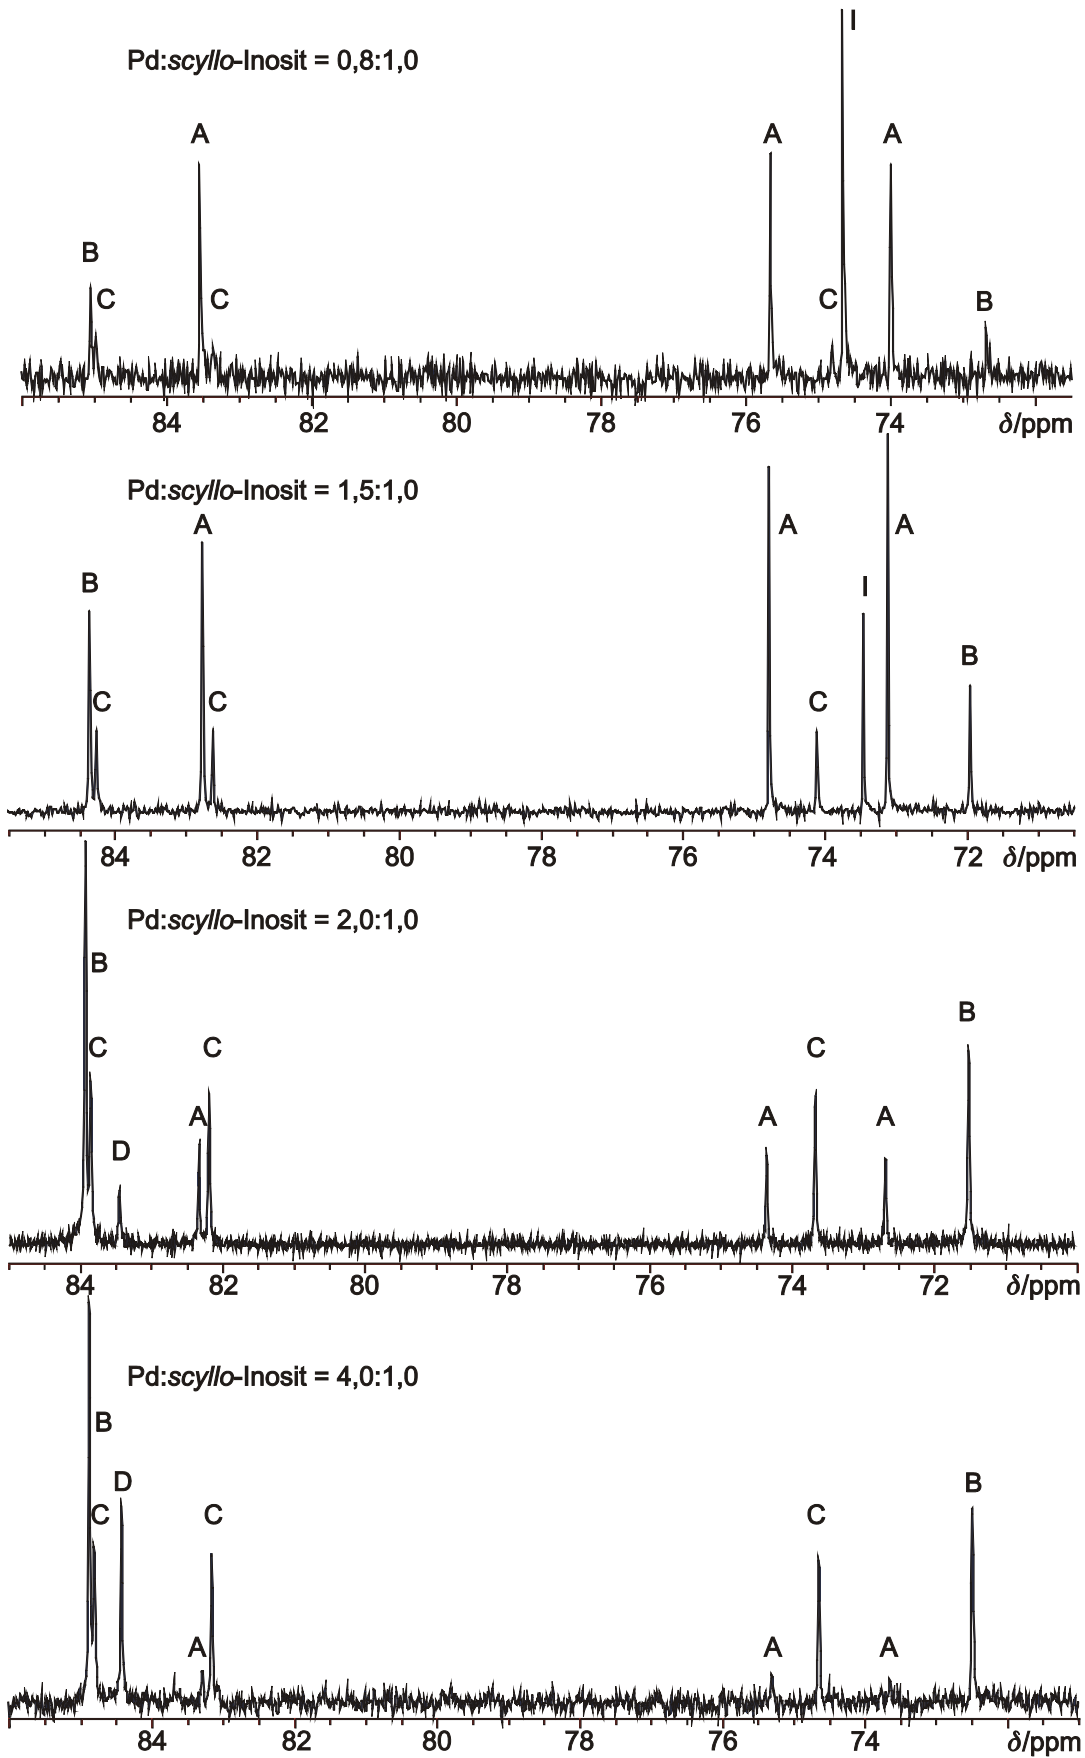 Pd:scyllo-Inosit = 0,8:1,0
I
A A A
B
C C C B
84 82 80 78 76 74 δ/ppm
Pd:scyllo-Inosit = 1,5:1,0
A A A
B I
B
C C C
84 82 80 78 76 74 72 δ/ppm
Pd:scyllo-Inosit = 2,0:1,0
B
B
C C C
A A A
D
84 82 80 78 76 74 72 δ/ppm
Pd:scyllo-Inosit = 4,0:1,0
B
D B
C C C
A A A
84 82 80 78 76 74 δ/ppm